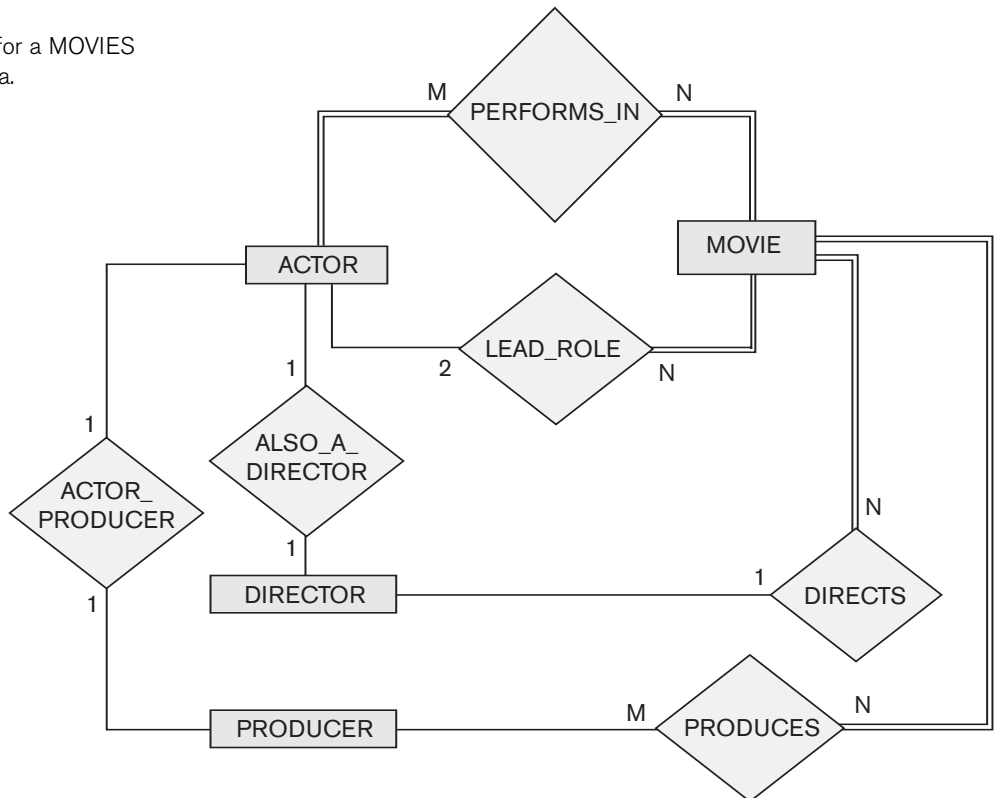 for a MOVIES
a.
M
PERFORMS_IN
N
MOVIE
ACTOR
LEAD_ROLE
2
N
1
ALSO_A_
DIRECTOR
1
1
ACTOR_
PRODUCER
1
N
DIRECTOR
1
DIRECTS
PRODUCER
M
PRODUCES
N